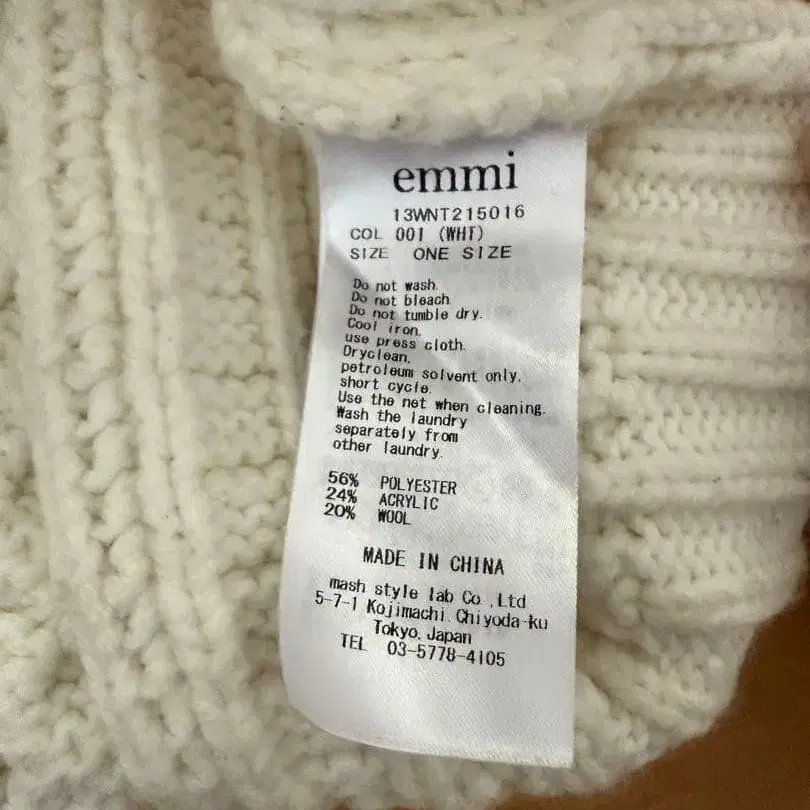 emmi
13WNT215016
COL 001 (WHT)
SIZE ONE SIZE
Do not wash.
Do not bleach
Do not tumble dry.
Cool iron.
use press cloth.
Dryclean,
petroleum solvent only,
short cycle.
Use the net when cleaning.
Wash the laundry
separately from
other laundry.
56% POLYESTER
24% ACRYLIC
20% WOOL
MADE IN CHINA
mash style lab Co.,Ltd
5-7-1 Kojimachi.Chiyoda-ku
Tokyo, Japan
TEL 03-5778-4105